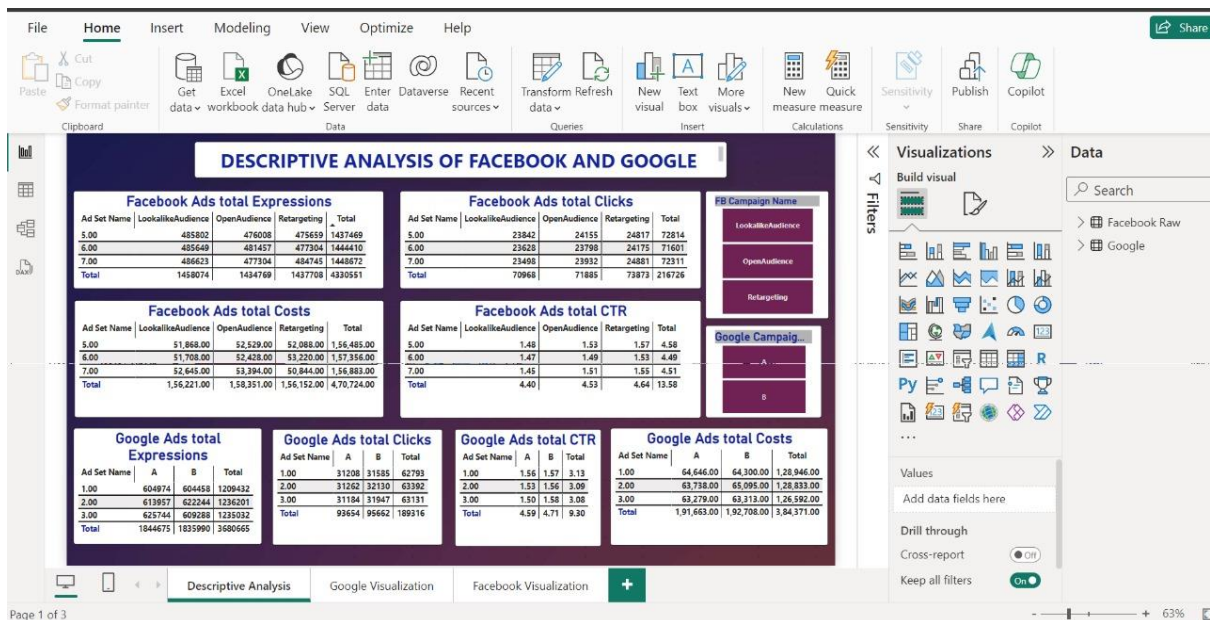 File Home Insert Modeling View Optimize Help Share
Paste
Cut
Copy
Format painter
Clipboard
Get data
Excel workbook
OneLake data hub
SQL Server
Enter data
Dataverse
Recent sources
Data
Transform data
Refresh
Queries
New visual
Text box
More visuals
Insert
New measure
Quick measure
Calculations
Sensitivity
Sensitivity
Publish
Share
Copilot
Copilot
DESCRIPTIVE ANALYSIS OF FACEBOOK AND GOOGLE
Facebook Ads total Expressions
Ad Set Name LookalikeAudience OpenAudience Retargeting Total
5.00 485802 476008 475659 1437469
6.00 485649 481457 477304 1444410
7.00 486623 477304 484745 1448672
Total 1458074 1434769 1437708 4330551
Facebook Ads total Clicks
Ad Set Name LookalikeAudience OpenAudience Retargeting Total
5.00 23842 24155 24817 72814
6.00 23628 23798 24175 71601
7.00 23498 23932 24881 72311
Total 70968 71885 73873 216726
FB Campaign Name
LookalikeAudience
OpenAudience
Retargeting
Facebook Ads total Costs
Ad Set Name LookalikeAudience OpenAudience Retargeting Total
5.00 51,868.00 52,529.00 52,088.00 1,56,485.00
6.00 51,708.00 52,428.00 53,220.00 1,57,356.00
7.00 52,645.00 53,394.00 50,844.00 1,56,883.00
Total 1,56,221.00 1,58,351.00 1,56,152.00 4,70,724.00
Facebook Ads total CTR
Ad Set Name LookalikeAudience OpenAudience Retargeting Total
5.00 1.48 1.53 1.57 4.58
6.00 1.47 1.49 1.53 4.49
7.00 1.45 1.51 1.55 4.51
Total 4.40 4.53 4.64 13.58
Google Campaig...
A
B
Google Ads total
Expressions
Ad Set Name A B Total
1.00 604974 604458 1209432
2.00 613957 622244 1236201
3.00 625744 609288 1235032
Total 1844675 1835990 3680665
Google Ads total Clicks
Ad Set Name A B Total
1.00 31208 31585 62793
2.00 31262 32130 63392
3.00 31184 31947 63131
Total 93654 95662 189316
Google Ads total CTR
Ad Set Name A B Total
1.00 1.56 1.57 3.13
2.00 1.53 1.56 3.09
3.00 1.50 1.58 3.08
Total 4.59 4.71 9.30
Google Ads total Costs
Ad Set Name A B Total
1.00 64,646.00 64,300.00 1,28,946.00
2.00 63,738.00 65,095.00 1,28,833.00
3.00 63,279.00 63,313.00 1,26,592.00
Total 1,91,663.00 1,92,708.00 3,84,371.00
Filters
Visualizations
Build visual
123
R
Py
...
Values
Add data fields here
Drill through
Cross-report Off
Keep all filters On
Data
Search
Facebook Raw
Google
Descriptive Analysis Google Visualization Facebook Visualization +
Page 1 of 3
- + 63%